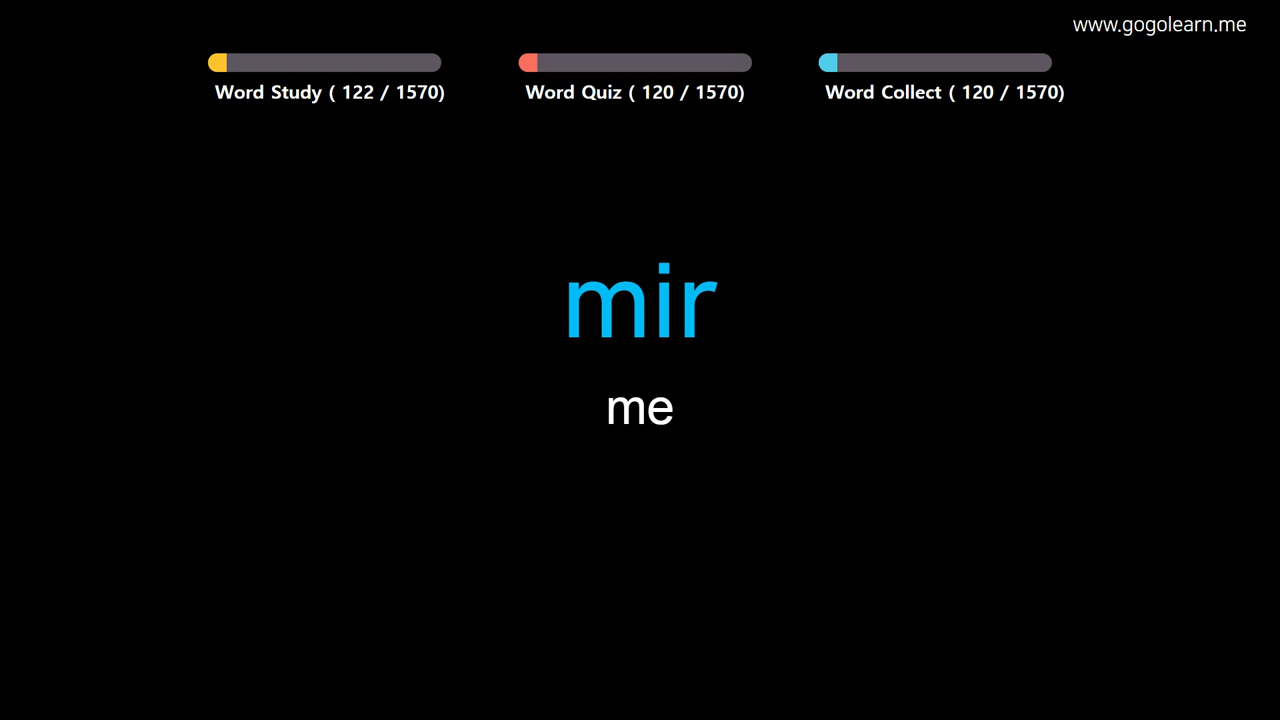 www.gogolearn.me
Word Study ( 122 / 1570)
Word Quiz ( 120 / 1570)
Word Collect ( 120 / 1570)
mir
me